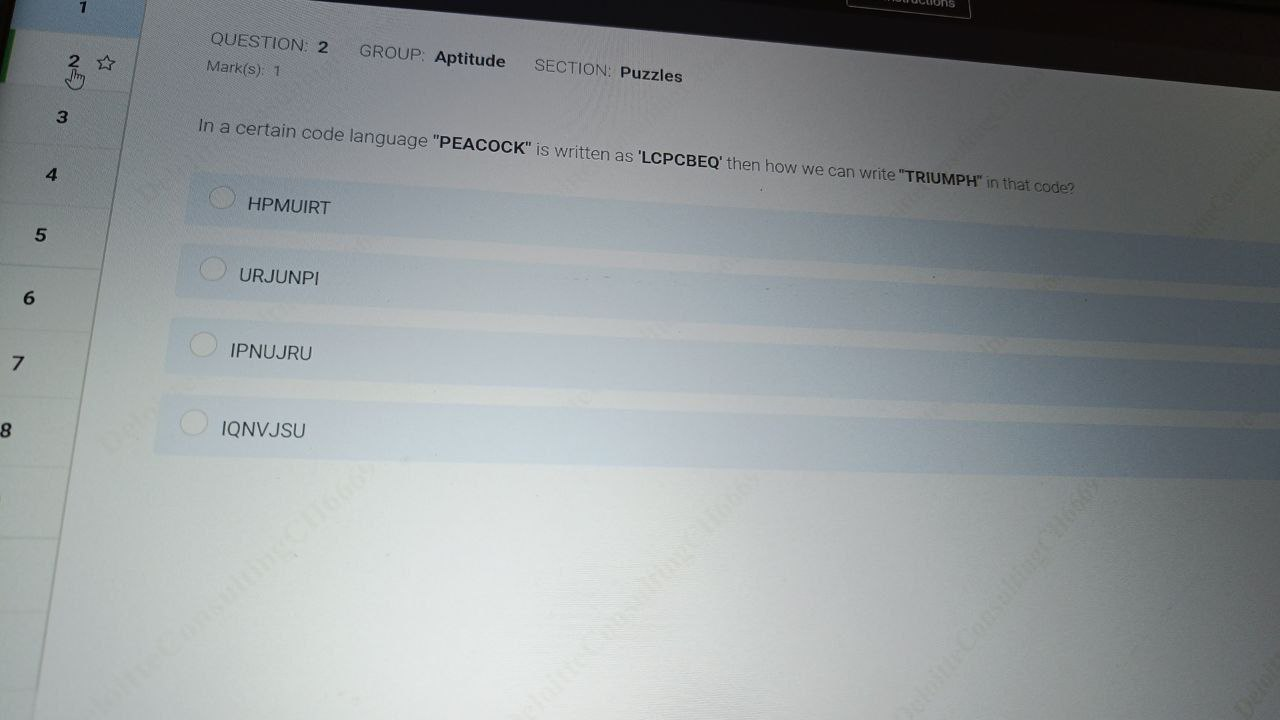 1
QUESTION: 2 GROUP: Aptitude SECTION: Puzzles
2
Mark(s): 1
3
In a certain code language "PEACOCK" is written as 'LCPCBEQ' then how we can write "TRIUMPH" in that code?
4
HPMUIRT
5
URJUNPI
6
IPNUJRU
7
IQNVJSU
8